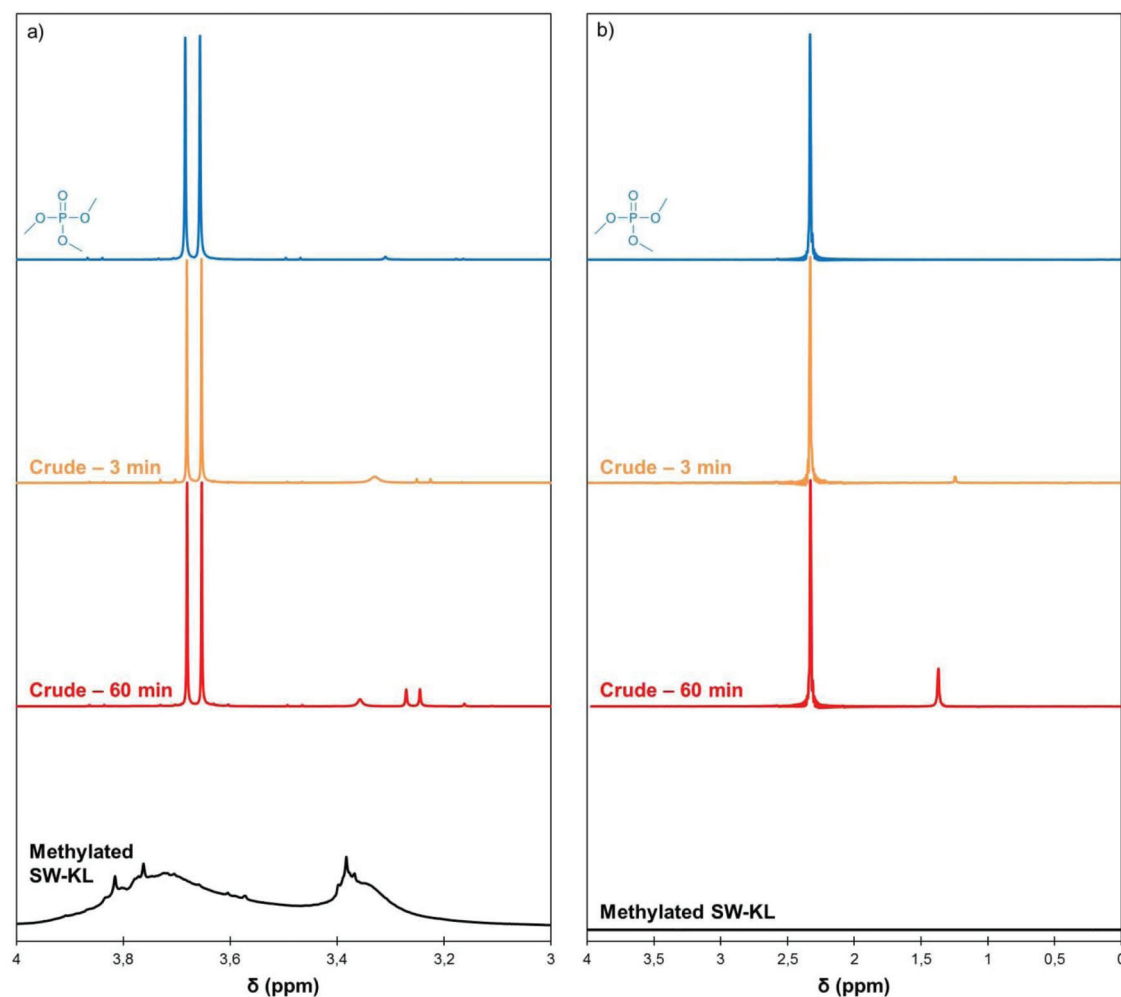 a)
O
O P O
O
Crude – 3 min
Crude – 60 min
Methylated
SW-KL
4 3,8 3,6 3,4 3,2 3
δ (ppm)
b)
O
O P O
O
Crude – 3 min
Crude – 60 min
Methylated SW-KL
4 3,5 3 2,5 2 1,5 1 0,5 0
δ (ppm)